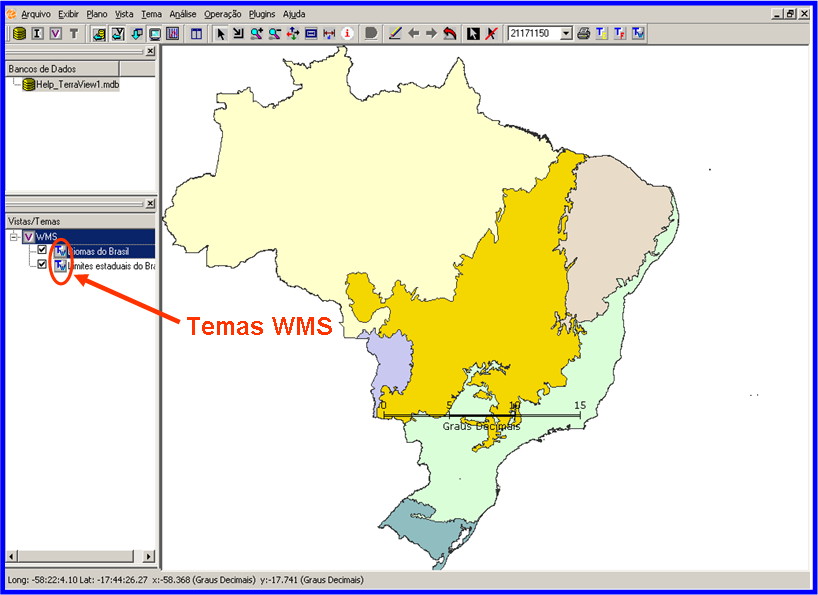 Arquivo Exibir Plano Vista Tema Análise Operação Plugins Ajuda
21171150
Bancos de Dados
Help_TerraView1.mdb
Vistas/Temas
V WMS
Biomas do Brasil
Limites estaduais do Bra
Temas WMS
0 5 10 15
Graus Decimais
Long: -58:22:4.10 Lat: -17:44:26.27 x:-58.368 (Graus Decimais) y:-17.741 (Graus Decimais)